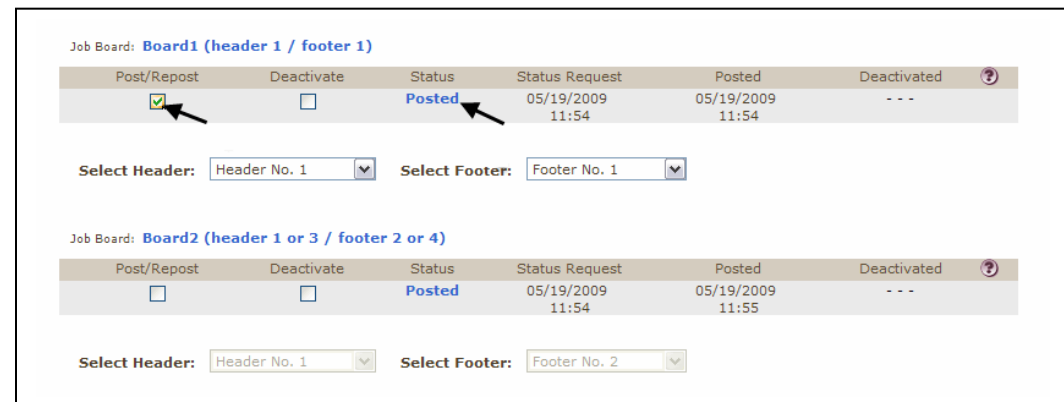 Job Board: Board1 (header 1 / footer 1)
Post/Repost Deactivate Status Status Request Posted Deactivated ?
Posted 05/19/2009 05/19/2009 - - -
11:54 11:54
Select Header: Header No. 1 Select Footer: Footer No. 1
Job Board: Board2 (header 1 or 3 / footer 2 or 4)
Post/Repost Deactivate Status Status Request Posted Deactivated ?
Posted 05/19/2009 05/19/2009 - - -
11:54 11:55
Select Header: Header No. 1 Select Footer: Footer No. 2